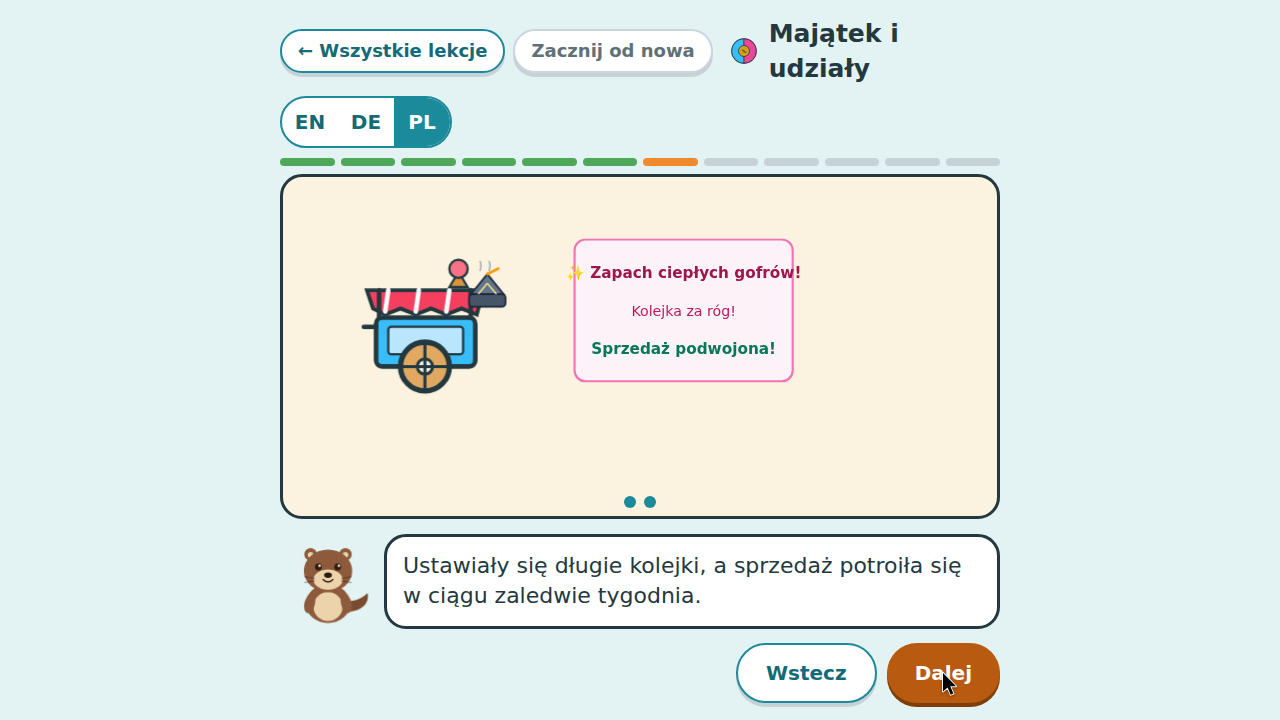 ← Wszystkie lekcje
Zacznij od nowa
Majątek i
udziały
EN DE PL
✨ Zapach ciepłych gofrów!
Kolejka za róg!
Sprzedaż podwojona!
Ustawiały się długie kolejki, a sprzedaż potroiła się
w ciągu zaledwie tygodnia.
Wstecz
Dalej